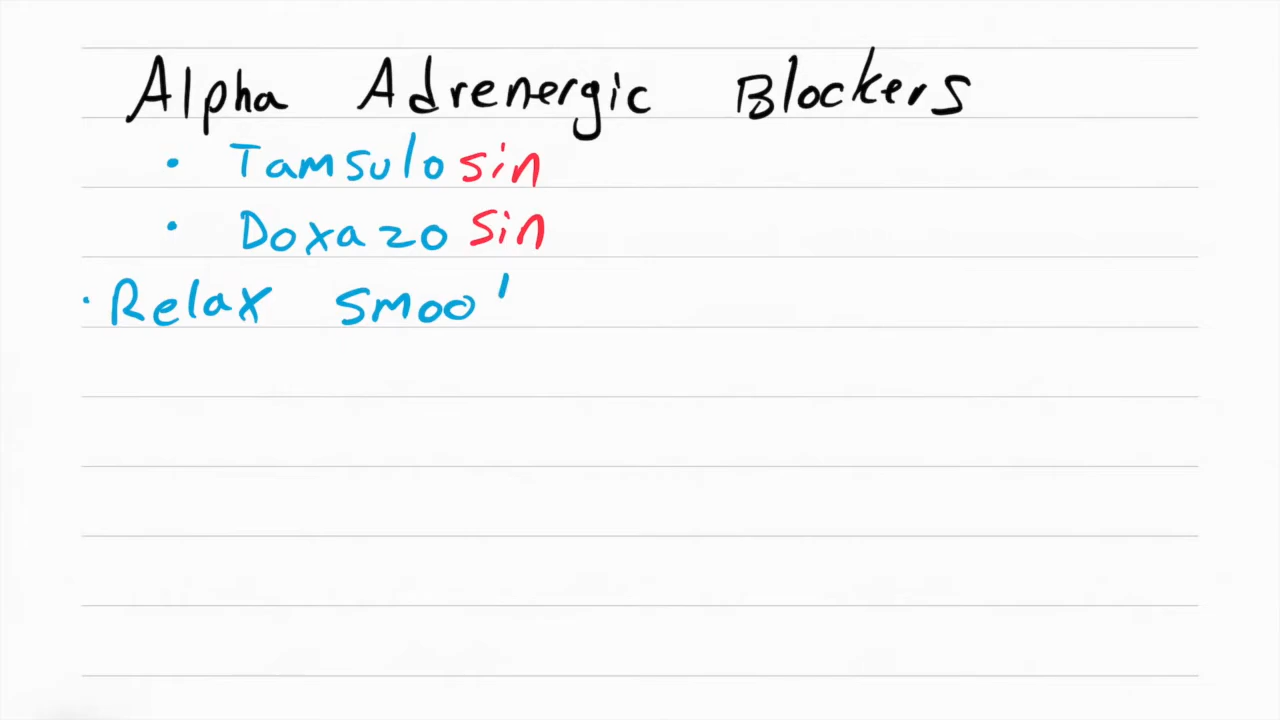 Alpha Adrenergic Blockers
• Tamsulosin
• Doxazosin
• Relax smoo